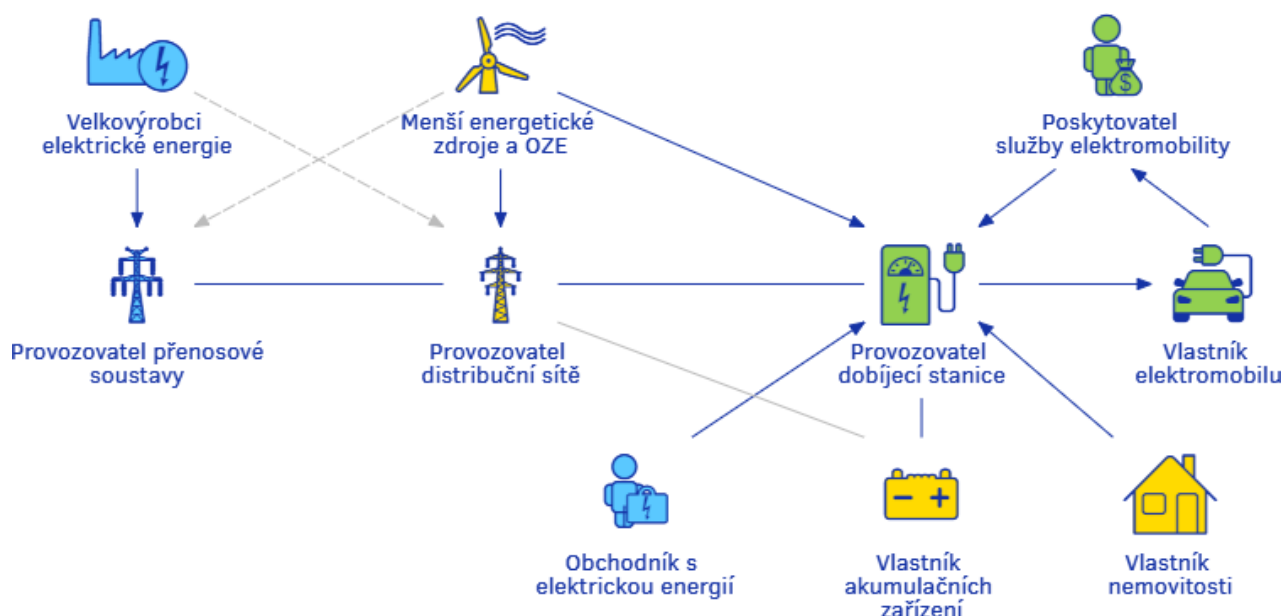 Velkovýrobci
elektrické energie
Menší energetické
zdroje a OZE
$
Poskytovatel
služby elektromobility
Provozovatel přenosové
soustavy
Provozovatel
distribuční sítě
Provozovatel
dobíjecí stanice
Vlastník
elektromobilu
Obchodník s
elektrickou energií
Vlastník
akumulačních
zařízení
Vlastník
nemovitosti